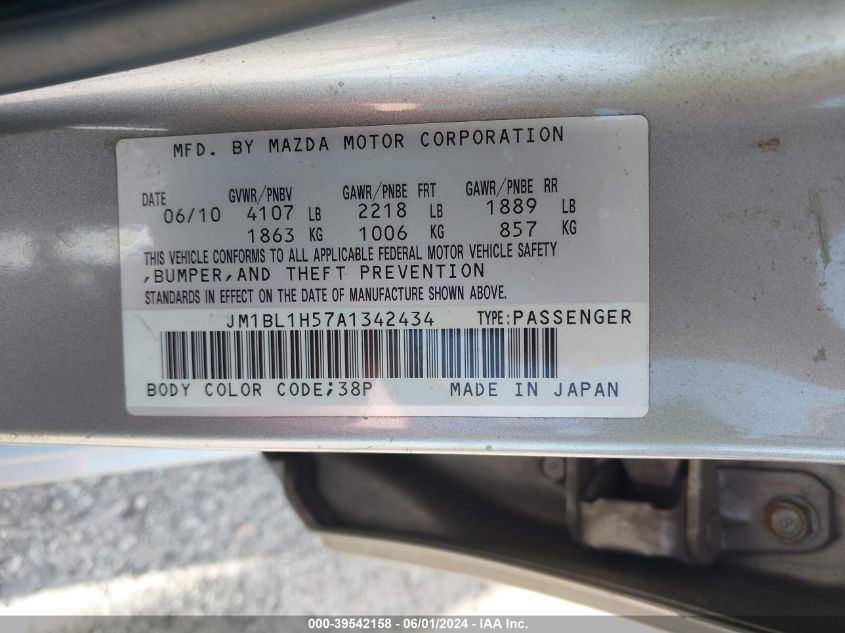 MFD. BY MAZDA MOTOR CORPORATION
DATE GVWR/PNBV GAWR/PNBE FRT GAWR/PNBE RR
06/10 4107 LB 2218 LB 1889 LB
1863 KG 1006 KG 857 KG
THIS VEHICLE CONFORMS TO ALL APPLICABLE FEDERAL MOTOR VEHICLE SAFETY
,BUMPER,AND THEFT PREVENTION
STANDARDS IN EFFECT ON THE DATE OF MANUFACTURE SHOWN ABOVE.
JM1BL1H57A1342434 TYPE:PASSENGER
BODY COLOR CODE;38P MADE IN JAPAN
000-39542158 - 06/01/2024 - IAA Inc.